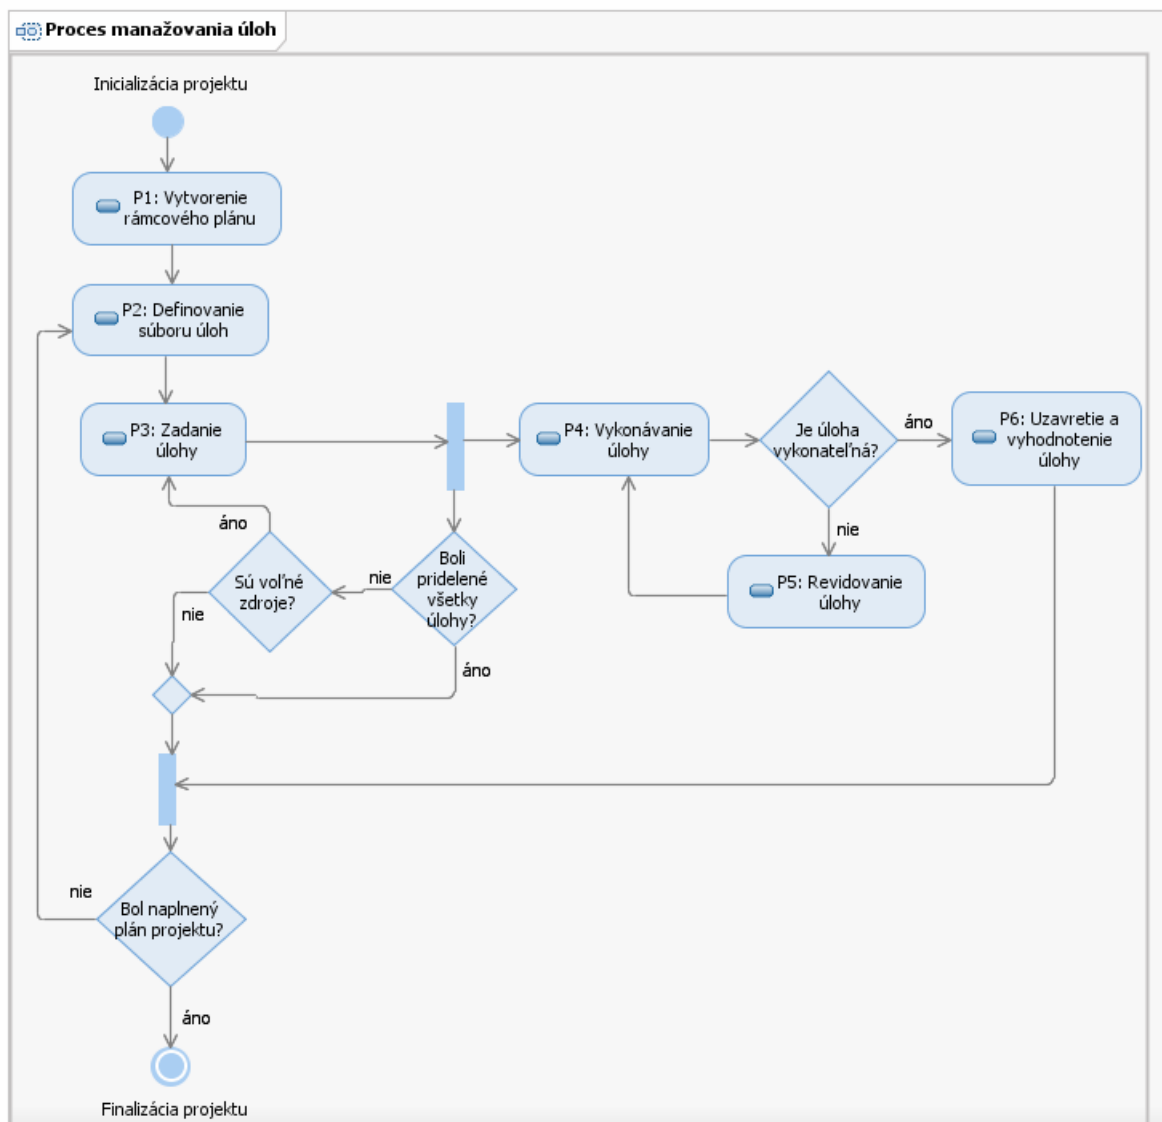 Proces manažovania úloh
Inicializácia projektu
P1: Vytvorenie
rámcového plánu
P2: Definovanie
súboru úloh
P3: Zadanie
úlohy
P4: Vykonávanie
úlohy
Je úloha
vykonateľná?
áno
P6: Uzavretie a
vyhodnotenie
úlohy
nie
P5: Revidovanie
úlohy
áno
Sú voľné
zdroje?
nie
Boli
pridelené
všetky
úlohy?
nie
áno
Bol naplnený
plán projektu?
nie
áno
Finalizácia projektu